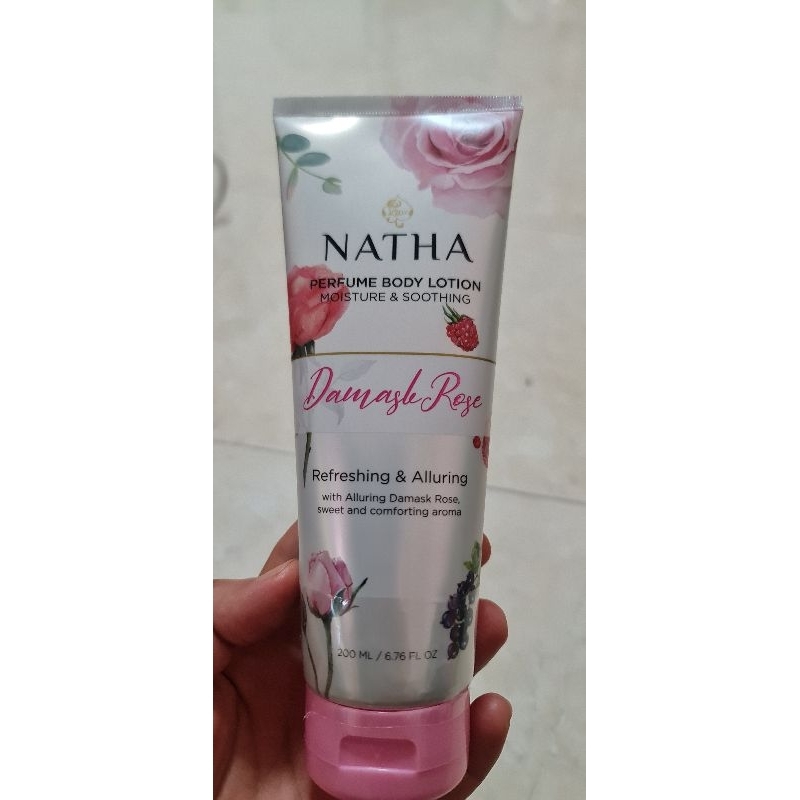 NATHA
PERFUME BODY LOTION
MOISTURE & SOOTHING
Damask Rose
Refreshing & Alluring
with Alluring Damask Rose,
sweet and comforting aroma
200 ML / 6.76 FL OZ